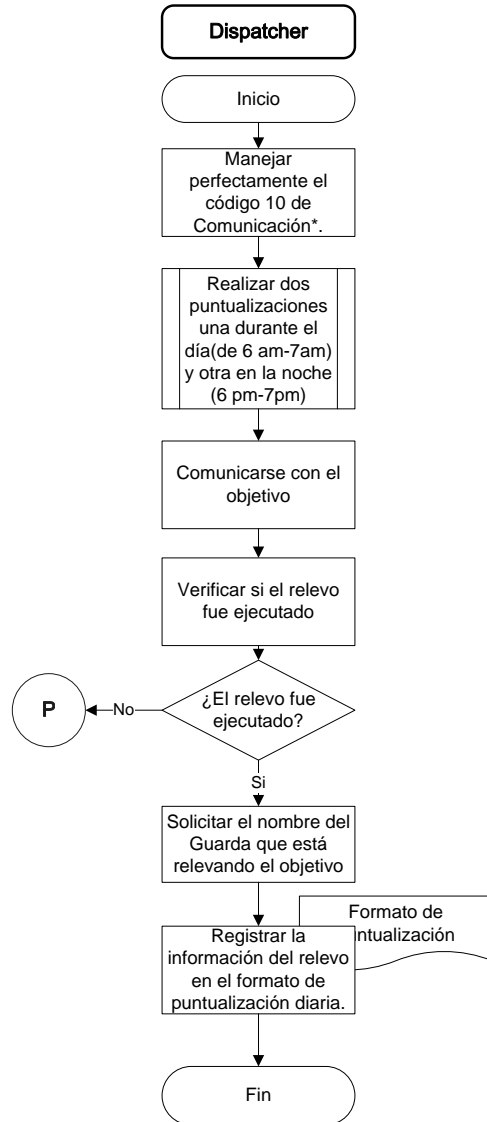 Dispatcher
Inicio
Manejar
perfectamente el
código 10 de
Comunicación*.
Realizar dos
puntualizaciones
una durante el
día(de 6 am-7am)
y otra en la noche
(6 pm-7pm)
Comunicarse con el
objetivo
Verificar si el relevo
fue ejecutado
¿El relevo fue
ejecutado?
No
P
Si
Solicitar el nombre del
Guarda que está
relevando el objetivo
Formato de
Registrar la
información del relevo
en el formato de
puntualización diaria.
Fin